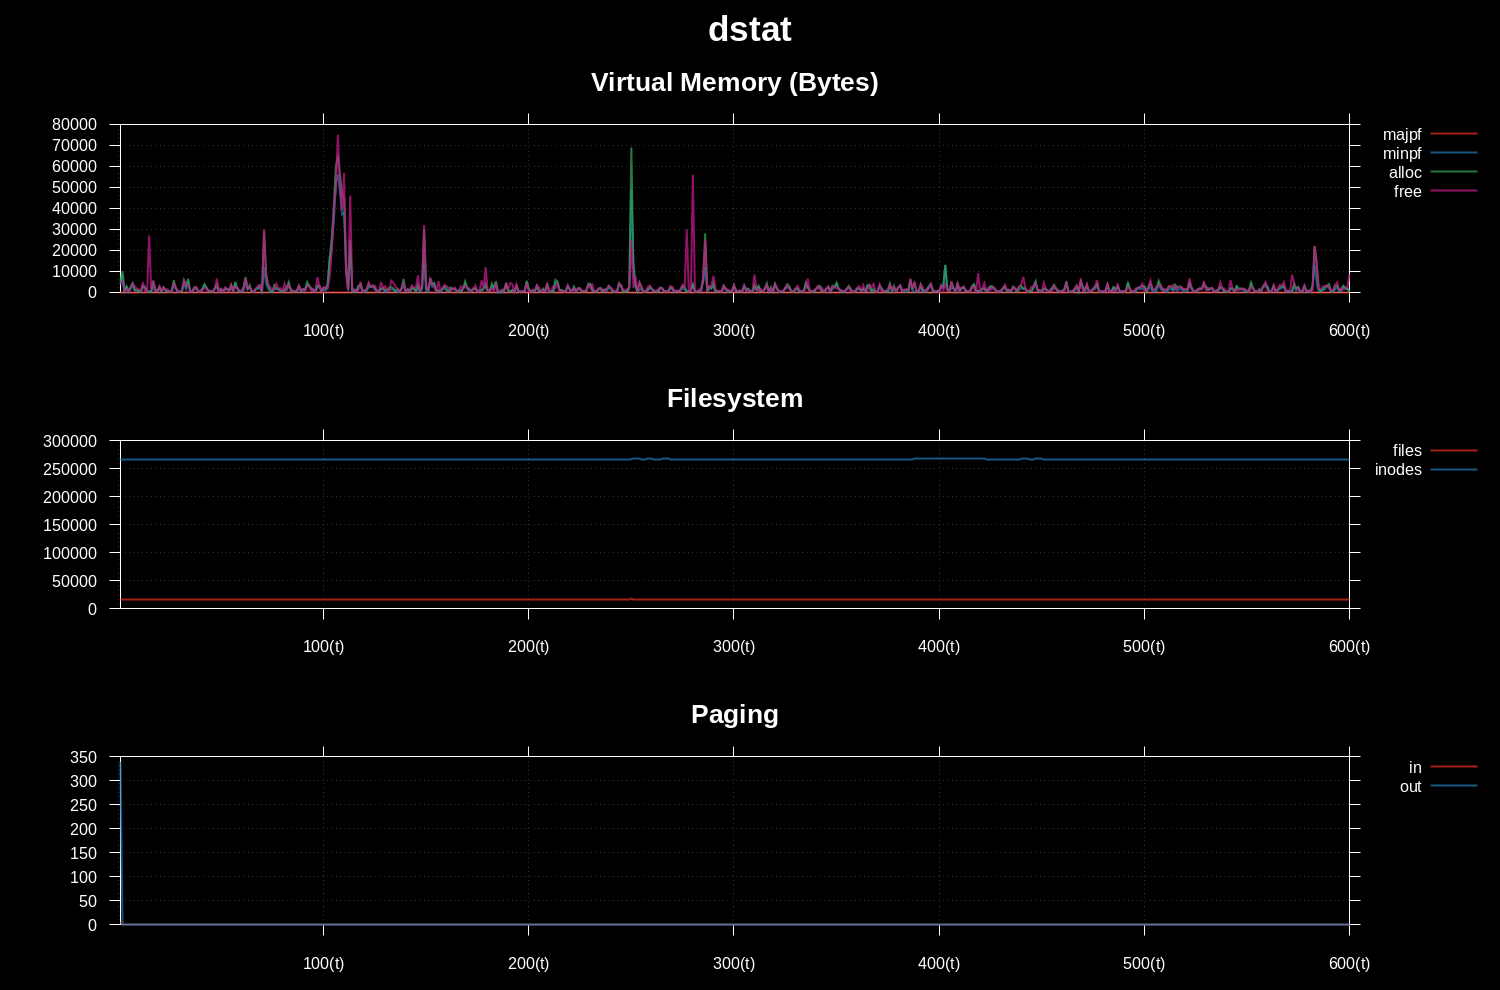 dstat
Virtual Memory (Bytes)
80000
70000
60000
50000
40000
30000
20000
10000
0
100(t) 200(t) 300(t) 400(t) 500(t) 600(t)
majpf
minpf
alloc
free
Filesystem
300000
250000
200000
150000
100000
50000
0
100(t) 200(t) 300(t) 400(t) 500(t) 600(t)
files
inodes
Paging
350
300
250
200
150
100
50
0
100(t) 200(t) 300(t) 400(t) 500(t) 600(t)
in
out